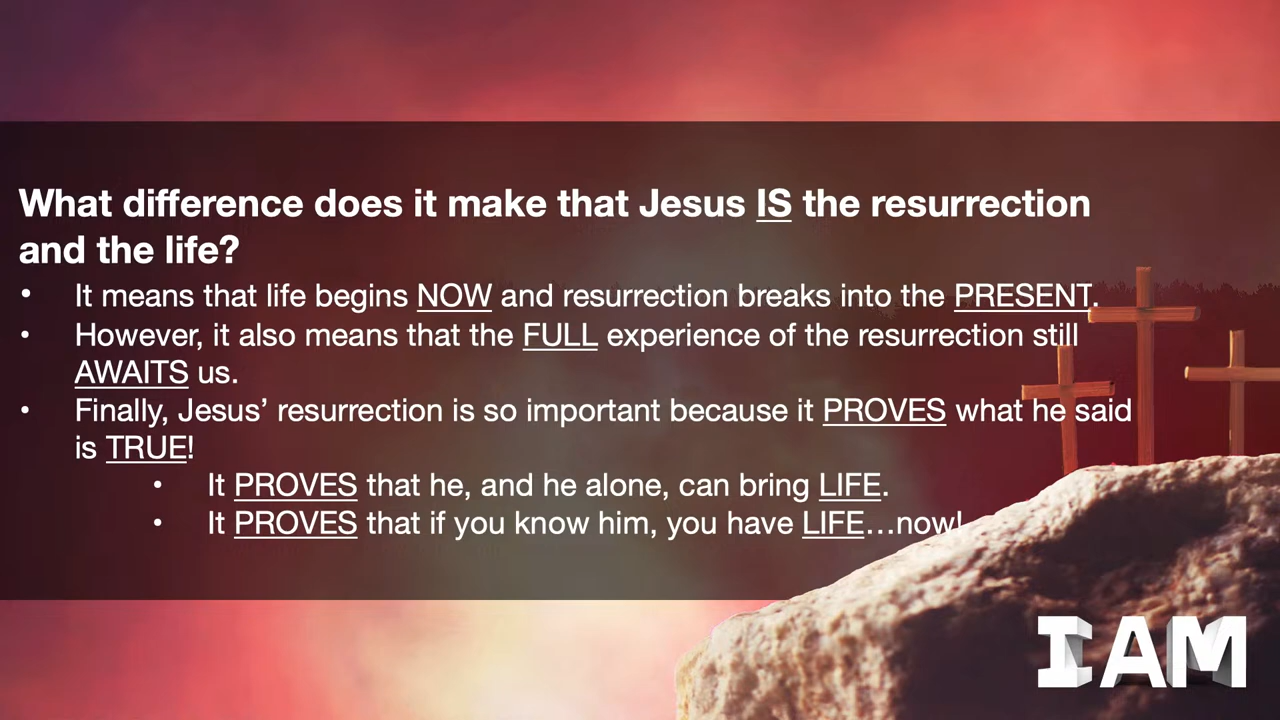 What difference does it make that Jesus IS the resurrection
and the life?
• It means that life begins NOW and resurrection breaks into the PRESENT.
• However, it also means that the FULL experience of the resurrection still
AWAITS us.
• Finally, Jesus’ resurrection is so important because it PROVES what he said
is TRUE!
• It PROVES that he, and he alone, can bring LIFE.
• It PROVES that if you know him, you have LIFE…now!
I AM